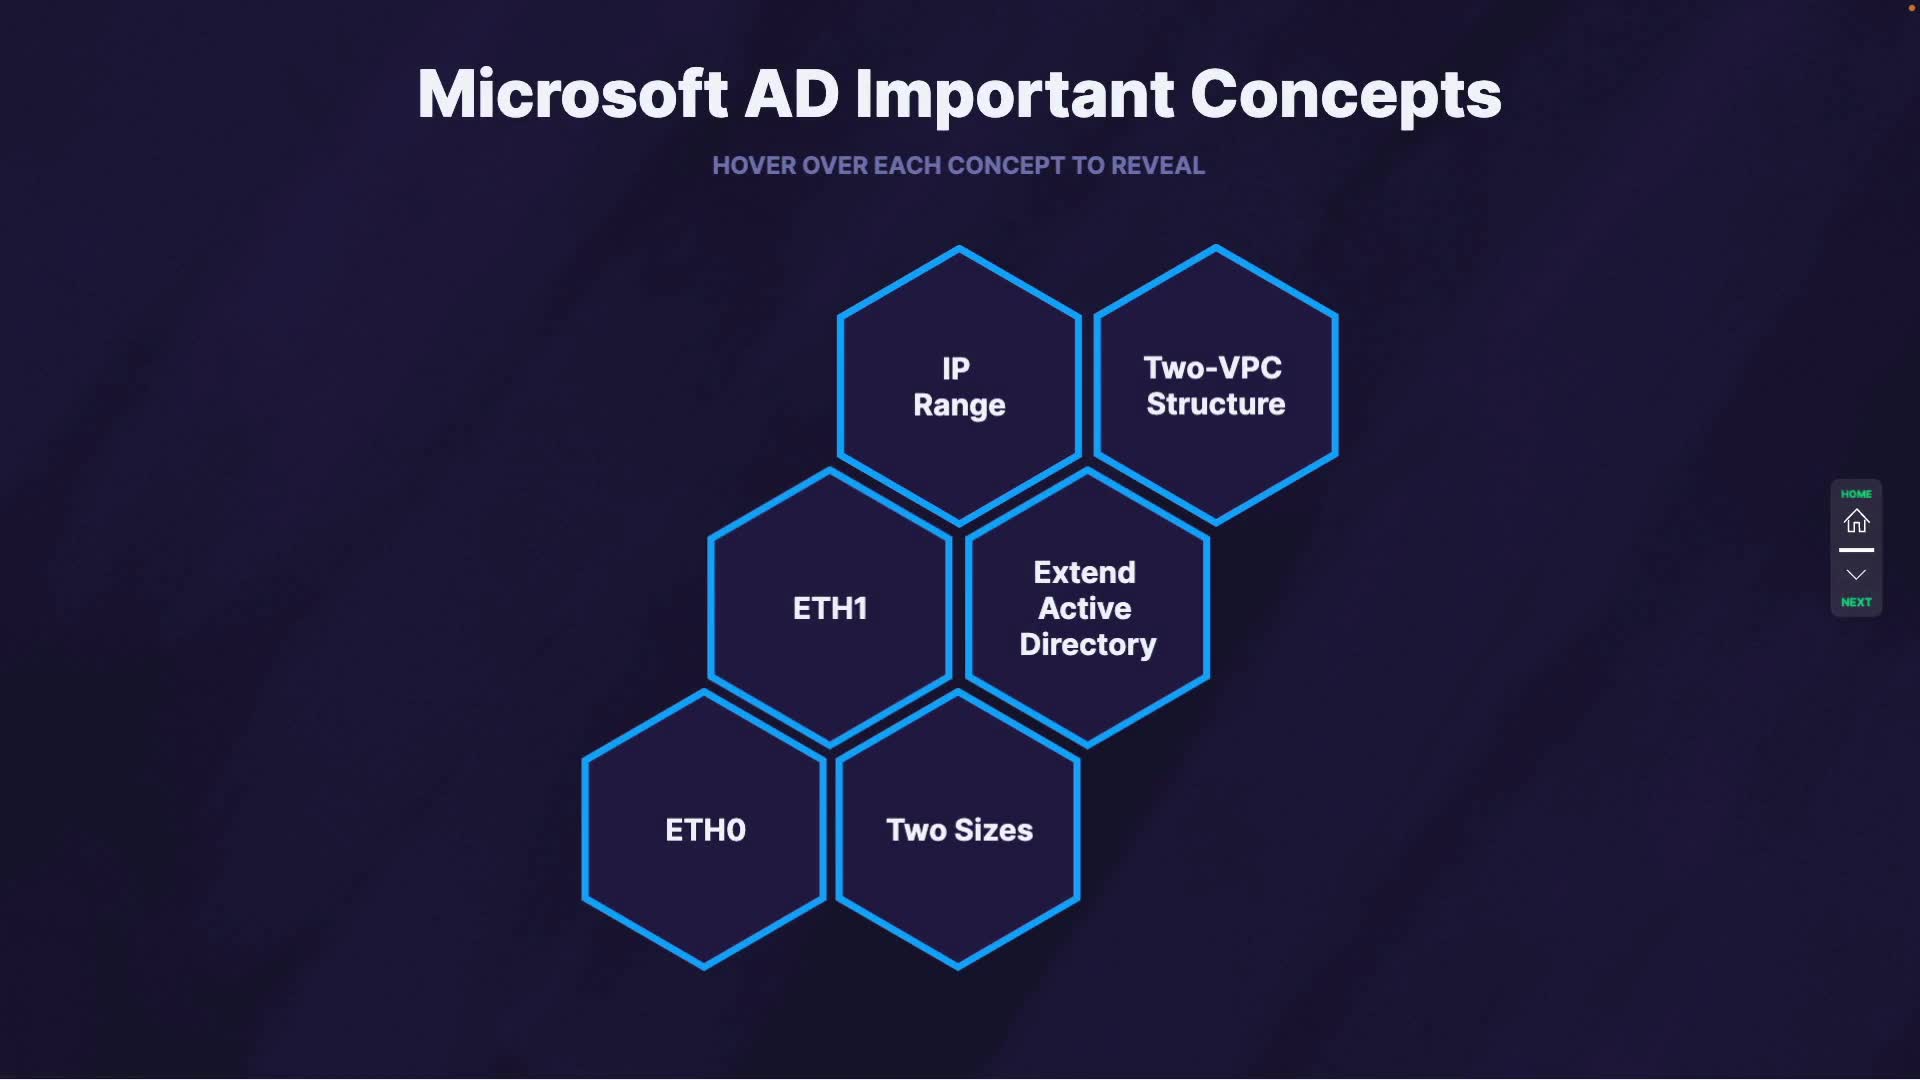 Microsoft AD Important Concepts
HOVER OVER EACH CONCEPT TO REVEAL
IP
Range
Two-VPC
Structure
ETH1
Extend
Active
Directory
ETH0
Two Sizes
HOME
NEXT